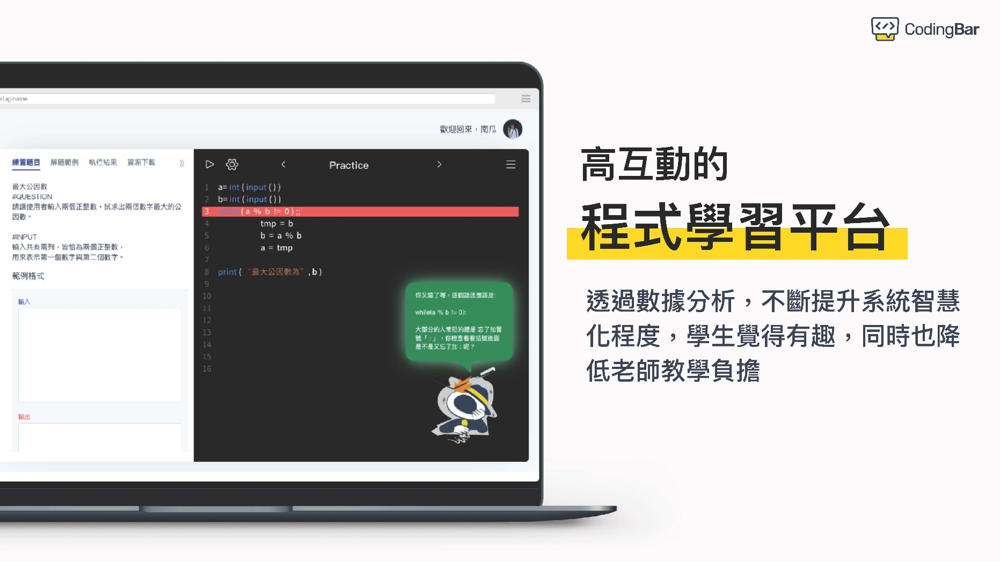 CodingBar
slug-name
歡迎回來，南瓜
練習題目 解題範例 執行結果 資源下載
最大公因數
#QUESTION
請讓使用者輸入兩個正整數，試求出兩個數字最大的公
因數。
#INPUT
輸入共有兩列，皆恰為兩個正整數，
用來表示第一個數字與第二個數字。
範例格式
輸入
輸出
Practice
1 a=int(input())
2 b=int(input())
3 while(a % b != 0);;
4 tmp = b
5 b = a % b
6 a = tmp
7
8 print( “最大公因數為” ,b)
9
10
11
12
13
14
15
16
你又錯了喔，這個語法應該是:
while(a % b != 0):
大部分的人常犯的錯是 忘了加冒
號「:」，你檢查看看括號後面
是不是又忘了加：呢？
高互動的
程式學習平台
透過數據分析，不斷提升系統智慧
化程度，學生覺得有趣，同時也降
低老師教學負擔